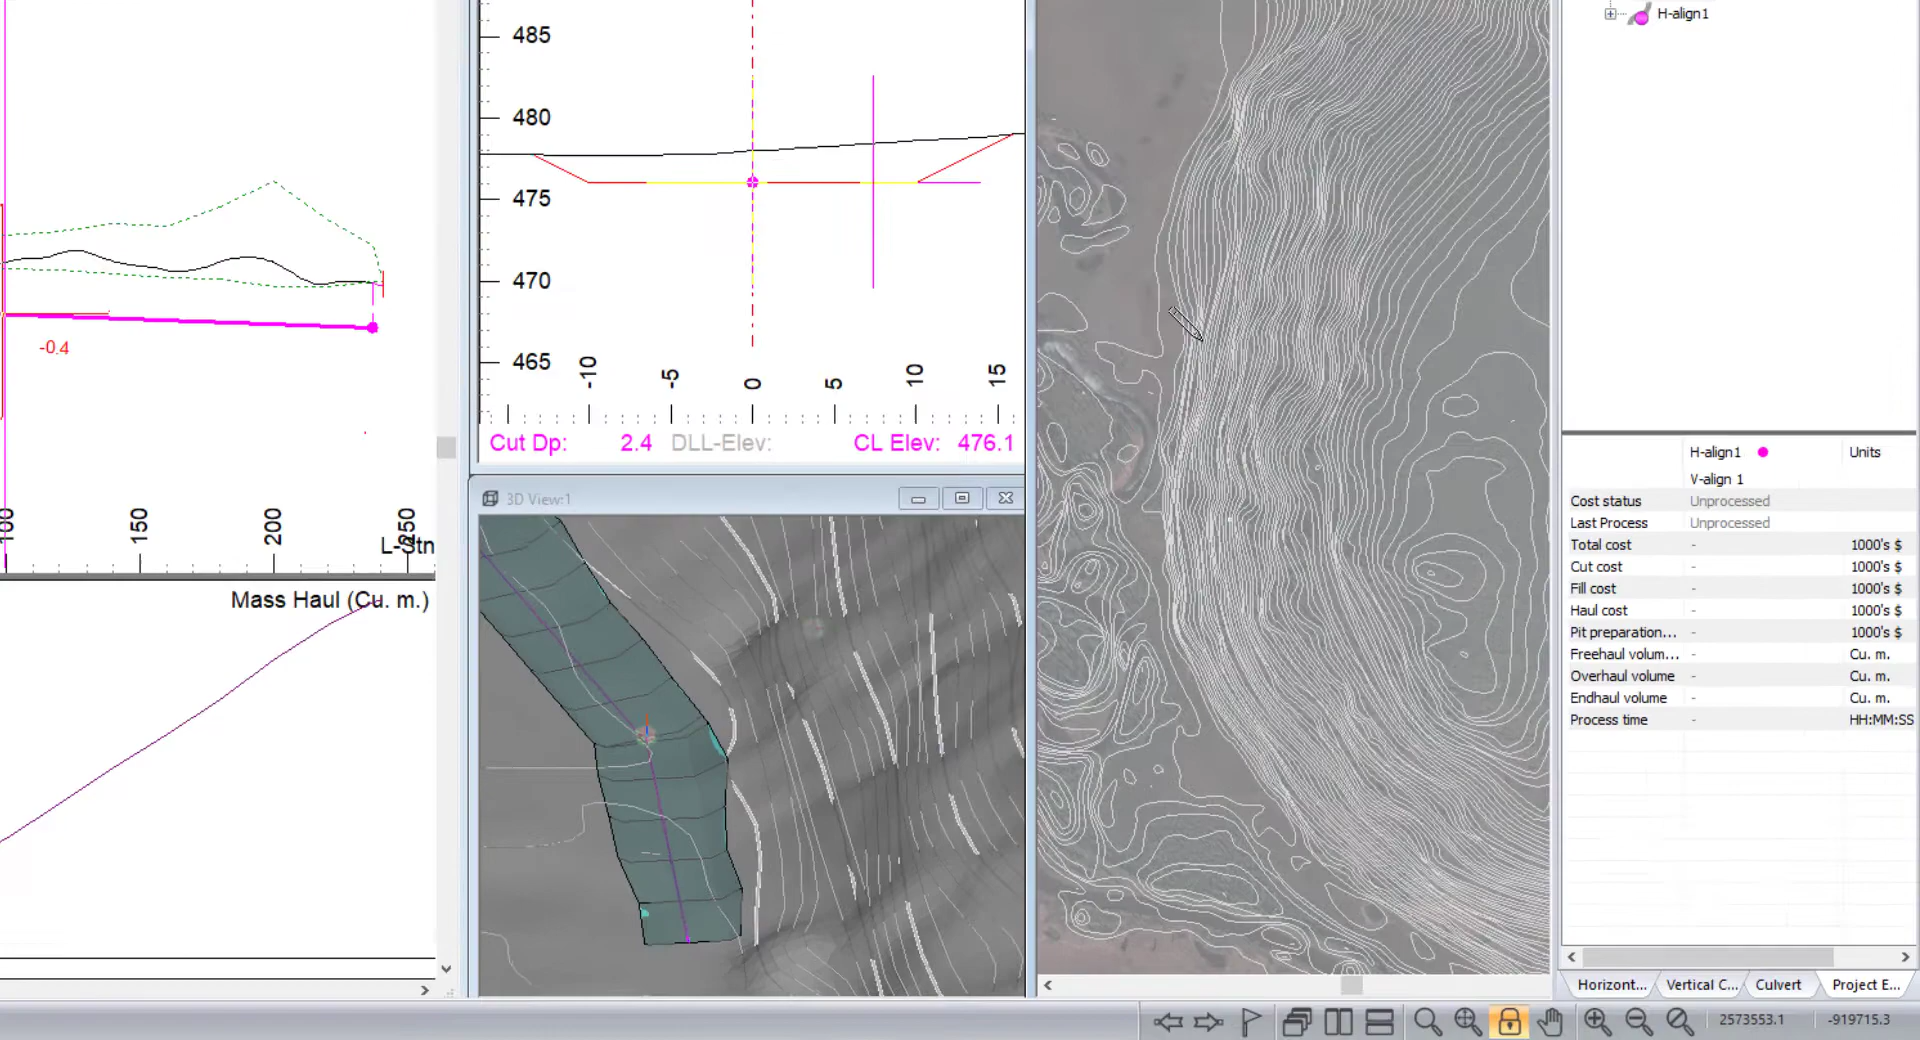 -0.4
100
150
200
250
L-Stn
Mass Haul (Cu. m.)
485
480
475
470
465
-10
-5
0
5
10
15
Cut Dp: 2.4 DLL-Elev: CL Elev: 476.1
3D View:1
H-align1
H-align1 Units
V-align 1
Cost status Unprocessed
Last Process Unprocessed
Total cost - 1000's $
Cut cost - 1000's $
Fill cost - 1000's $
Haul cost - 1000's $
Pit preparation... - 1000's $
Freehaul volum... - Cu. m.
Overhaul volume - Cu. m.
Endhaul volume - Cu. m.
Process time - HH:MM:SS
Horizont... Vertical C... Culvert Project E...
2573553.1 -919715.3